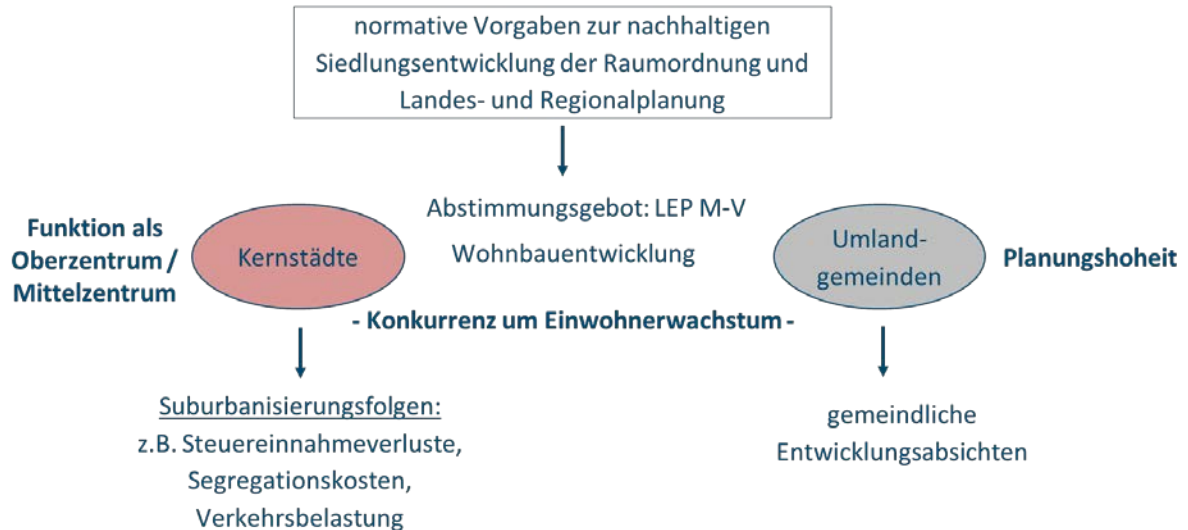 normative Vorgaben zur nachhaltigen
Siedlungsentwicklung der Raumordnung und
Landes- und Regionalplanung
Funktion als
Oberzentrum /
Mittelzentrum
Kernstädte
Abstimmungsgebot: LEP M-V
Wohnbauentwicklung
Umland-
gemeinden
Planungshoheit
- Konkurrenz um Einwohnerwachstum -
Suburbanisierungsfolgen:
z.B. Steuereinnahmeverluste,
Segregationskosten,
Verkehrsbelastung
gemeindliche
Entwicklungsabsichten